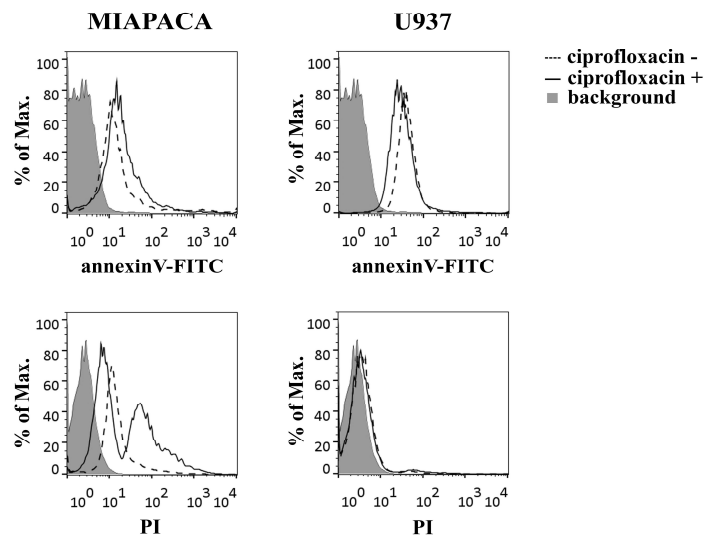 MIAPACA
U937
ciprofloxacin -
ciprofloxacin +
background
% of Max.
100
80
60
40
20
0
10^0 10^1 10^2 10^3 10^4
annexinV-FITC
% of Max.
100
80
60
40
20
0
10^0 10^1 10^2 10^3 10^4
annexinV-FITC
% of Max.
100
80
60
40
20
0
10^0 10^1 10^2 10^3 10^4
PI
% of Max.
100
80
60
40
20
0
10^0 10^1 10^2 10^3 10^4
PI